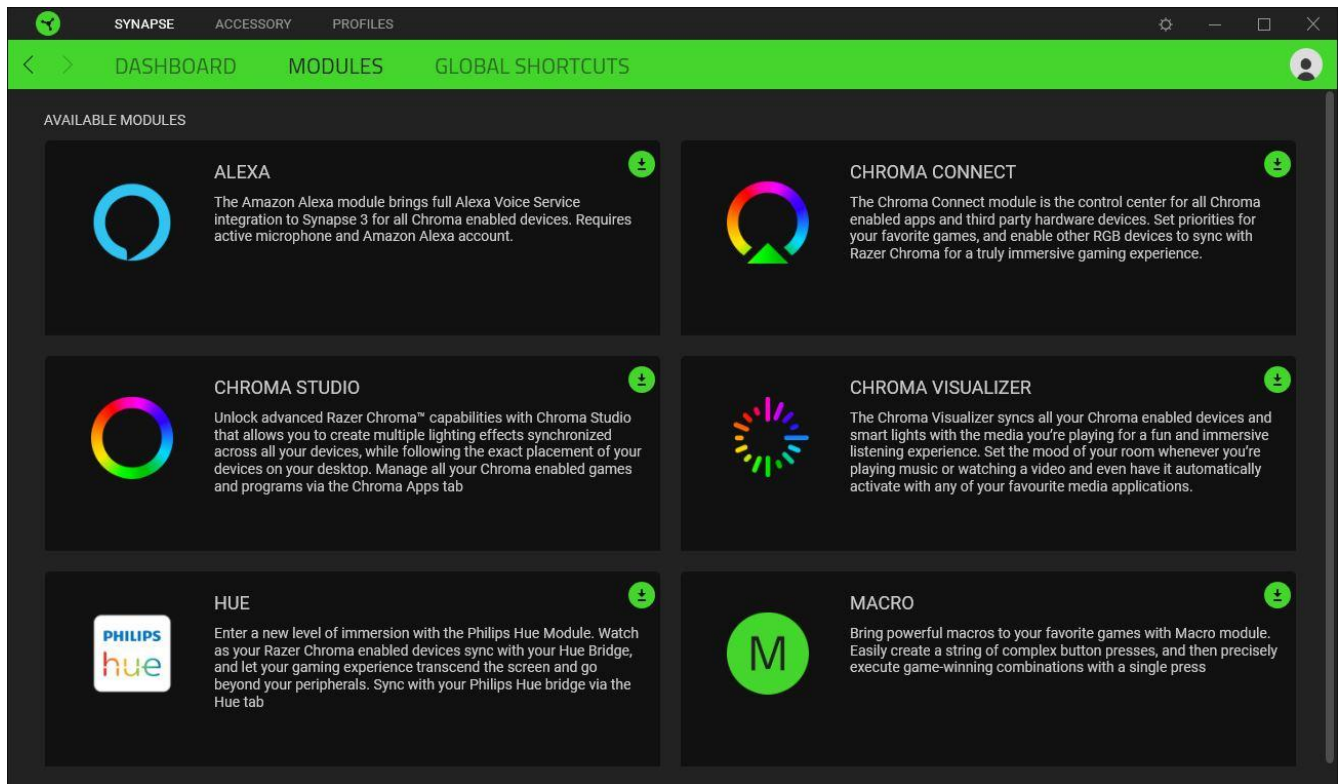 SYNAPSE ACCESSORY PROFILES
DASHBOARD MODULES GLOBAL SHORTCUTS
AVAILABLE MODULES
ALEXA
The Amazon Alexa module brings full Alexa Voice Service
integration to Synapse 3 for all Chroma enabled devices. Requires
active microphone and Amazon Alexa account.
CHROMA CONNECT
The Chroma Connect module is the control center for all Chroma
enabled apps and third party hardware devices. Set priorities for
your favorite games, and enable other RGB devices to sync with
Razer Chroma for a truly immersive gaming experience.
CHROMA STUDIO
Unlock advanced Razer Chroma™ capabilities with Chroma Studio
that allows you to create multiple lighting effects synchronized
across all your devices, while following the exact placement of your
devices on your desktop. Manage all your Chroma enabled games
and programs via the Chroma Apps tab
CHROMA VISUALIZER
The Chroma Visualizer syncs all your Chroma enabled devices and
smart lights with the media you're playing for a fun and immersive
listening experience. Set the mood of your room whenever you're
playing music or watching a video and even have it automatically
activate with any of your favourite media applications.
PHILIPS
hue
HUE
Enter a new level of immersion with the Philips Hue Module. Watch
as your Razer Chroma enabled devices sync with your Hue Bridge,
and let your gaming experience transcend the screen and go
beyond your peripherals. Sync with your Philips Hue bridge via the
Hue tab
M
MACRO
Bring powerful macros to your favorite games with Macro module.
Easily create a string of complex button presses, and then precisely
execute game-winning combinations with a single press